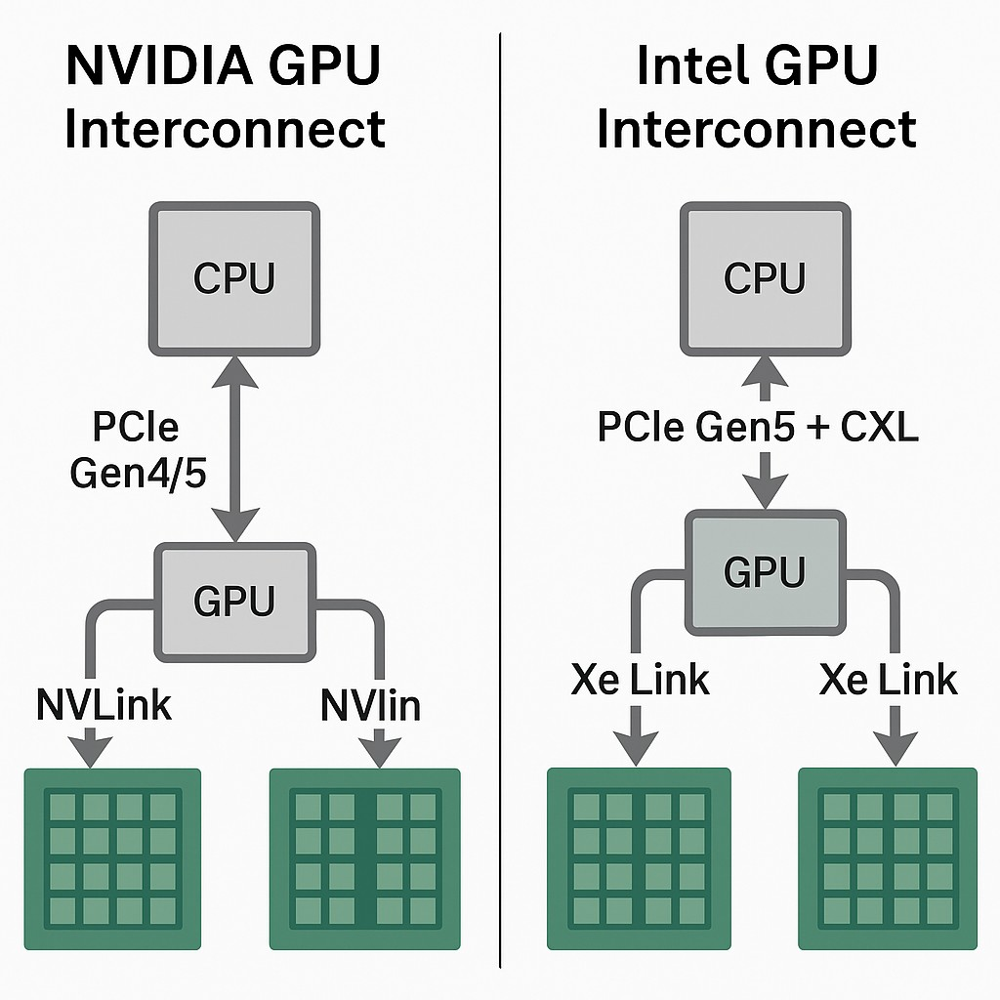 NVIDIA GPU
Interconnect
CPU
PCIe
Gen4/5
GPU
NVLink
NVlin
Intel GPU
Interconnect
CPU
PCIe Gen5 + CXL
GPU
Xe Link
Xe Link